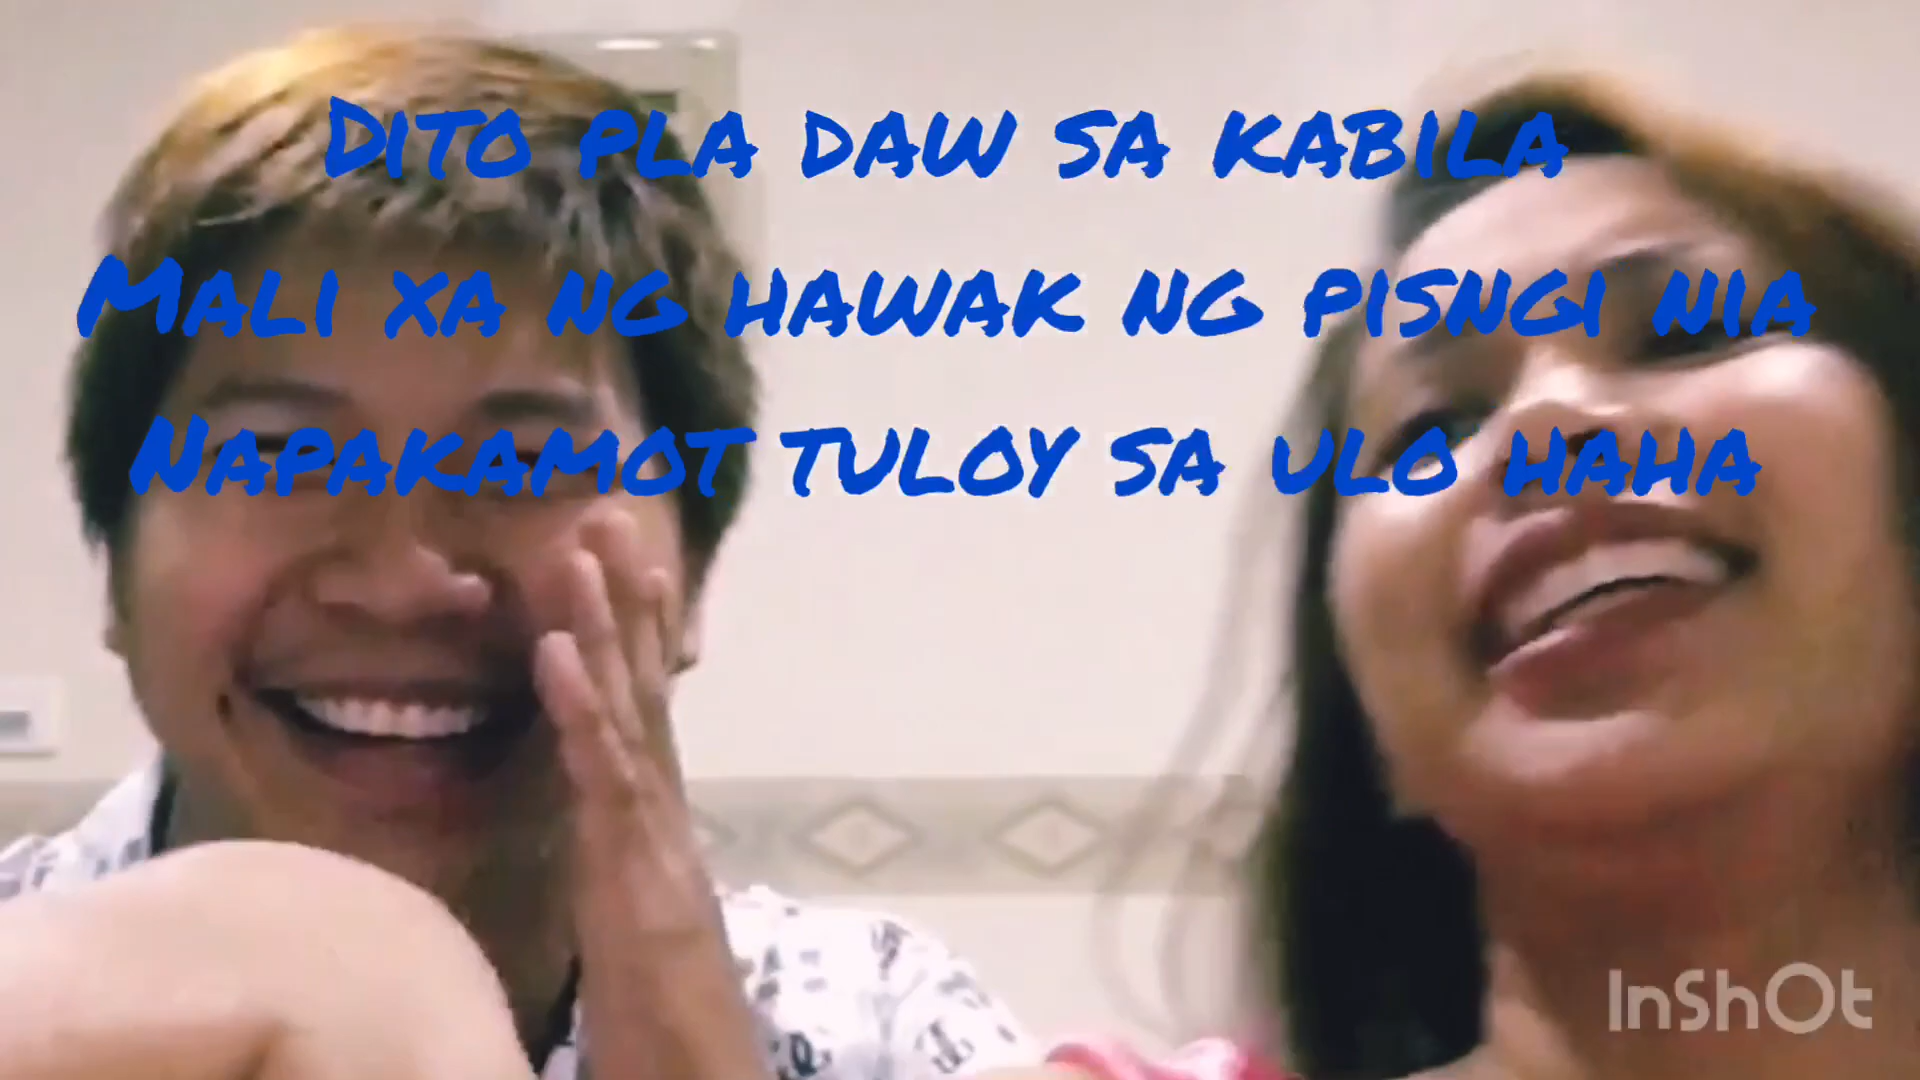 Dito pla daw sa kabila
Mali xa ng hawak ng pisngi nia
Napakamot tuloy sa ulo haha
InShOt